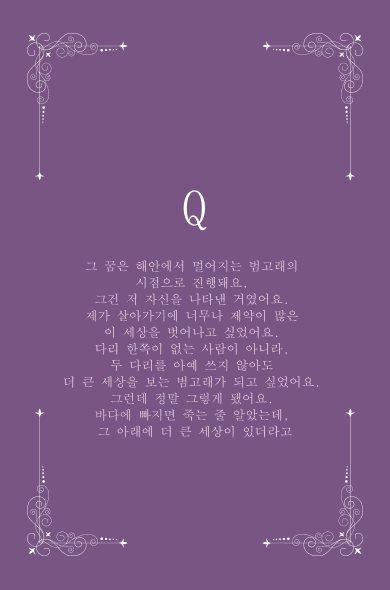 Q
그 꿈은 해안에서 멀어지는 범고래의
시점으로 진행돼요.
그건 저 자신을 나타낸 거였어요.
제가 살아가기에 너무나 제약이 많은
이 세상을 벗어나고 싶었어요.
다리 한쪽이 없는 사람이 아니라,
두 다리를 아예 쓰지 않아도
더 큰 세상을 보는 범고래가 되고 싶었어요.
그런데 정말 그렇게 됐어요.
바다에 빠지면 죽는 줄 알았는데,
그 아래에 더 큰 세상이 있더라고